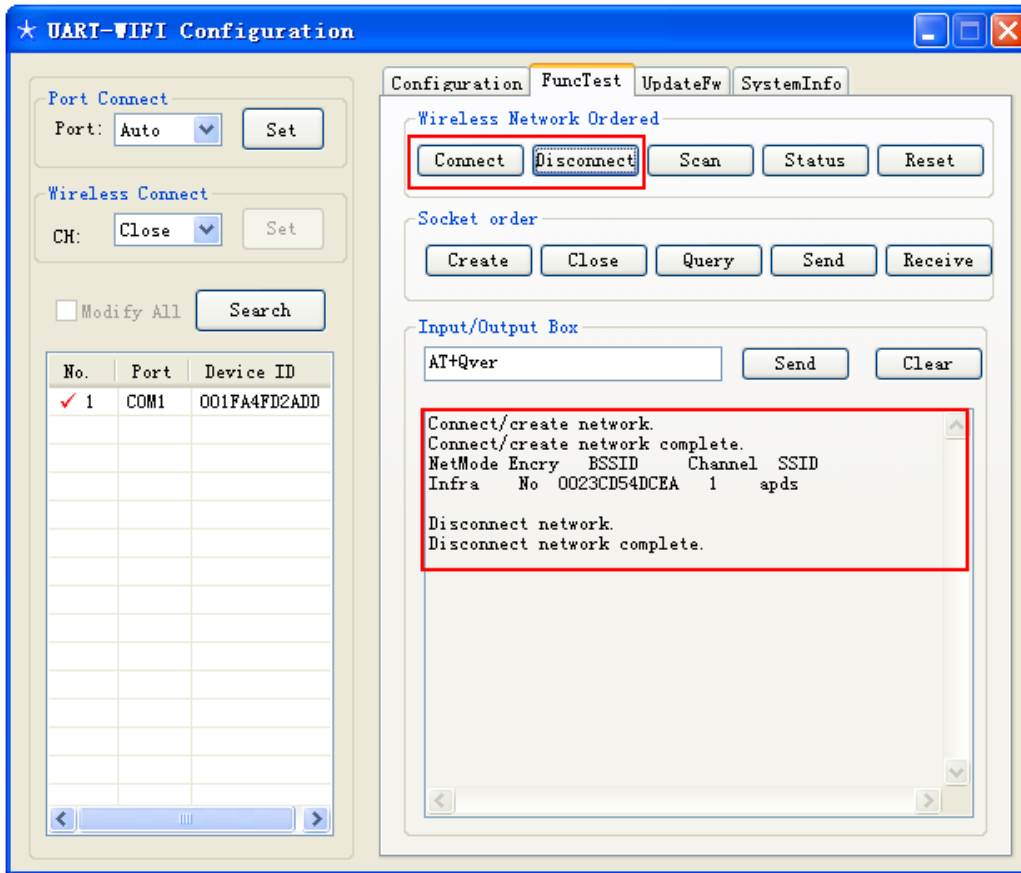 UART-WIFI Configuration
Port Connect
Port: Auto Set
Wireless Connect
CH: Close Set
Modify All Search
No. Port Device ID
1 COM1 001FA4FD2ADD
Configuration FuncTest UpdateFw SystemInfo
Wireless Network Ordered
Connect Disconnect Scan Status Reset
Socket order
Create Close Query Send Receive
Input/Output Box
AT+Qver Send Clear
Connect/create network.
Connect/create network complete.
NetMode Encry BSSID Channel SSID
Infra No 0023CD54DCEA 1 apds
Disconnect network.
Disconnect network complete.